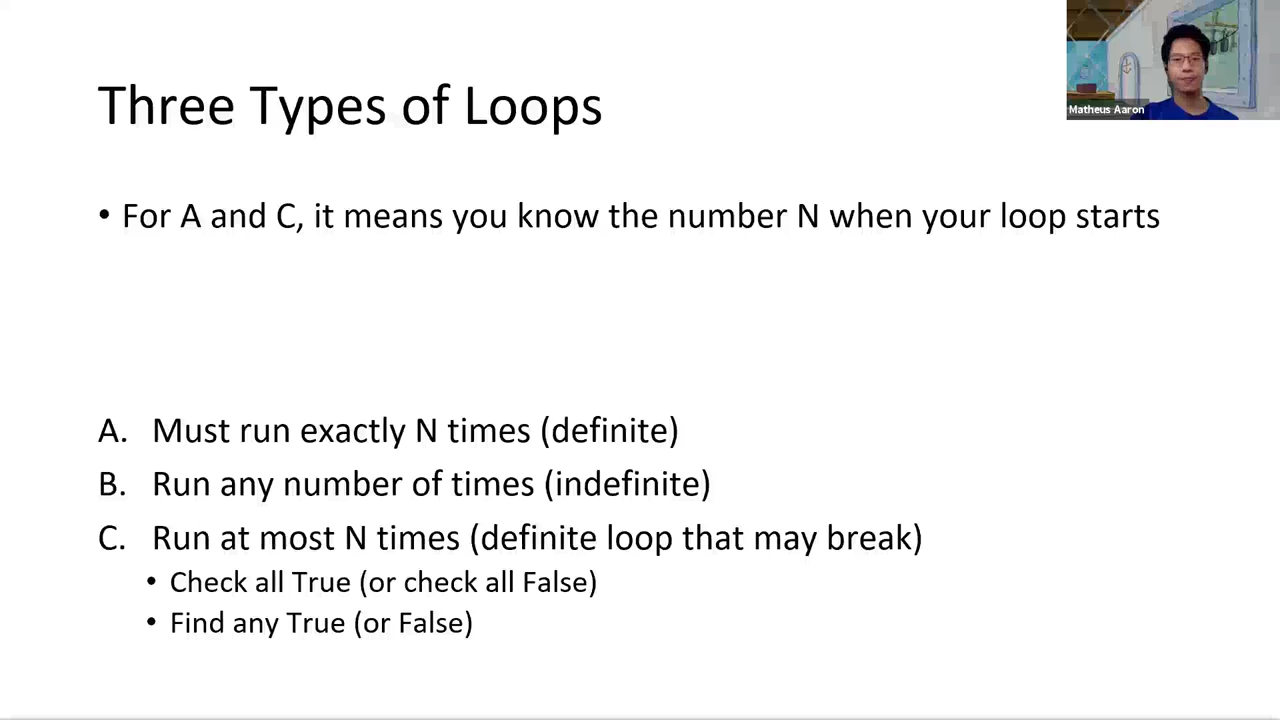 Matheus Aaron
Three Types of Loops
• For A and C, it means you know the number N when your loop starts
A. Must run exactly N times (definite)
B. Run any number of times (indefinite)
C. Run at most N times (definite loop that may break)
• Check all True (or check all False)
• Find any True (or False)